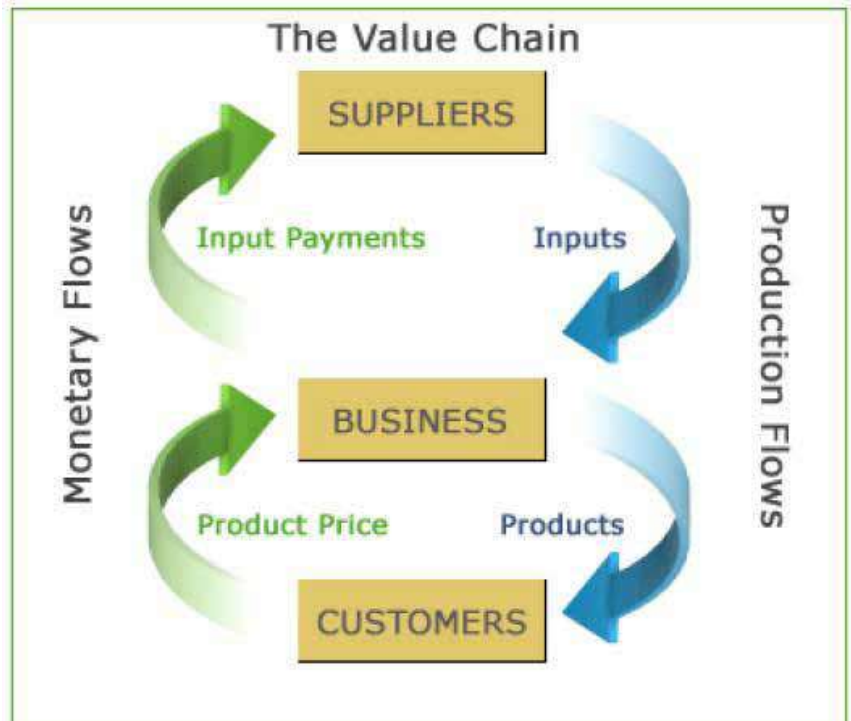 The Value Chain
SUPPLIERS
Input Payments
Inputs
Monetary Flows
Production Flows
BUSINESS
Product Price
Products
CUSTOMERS